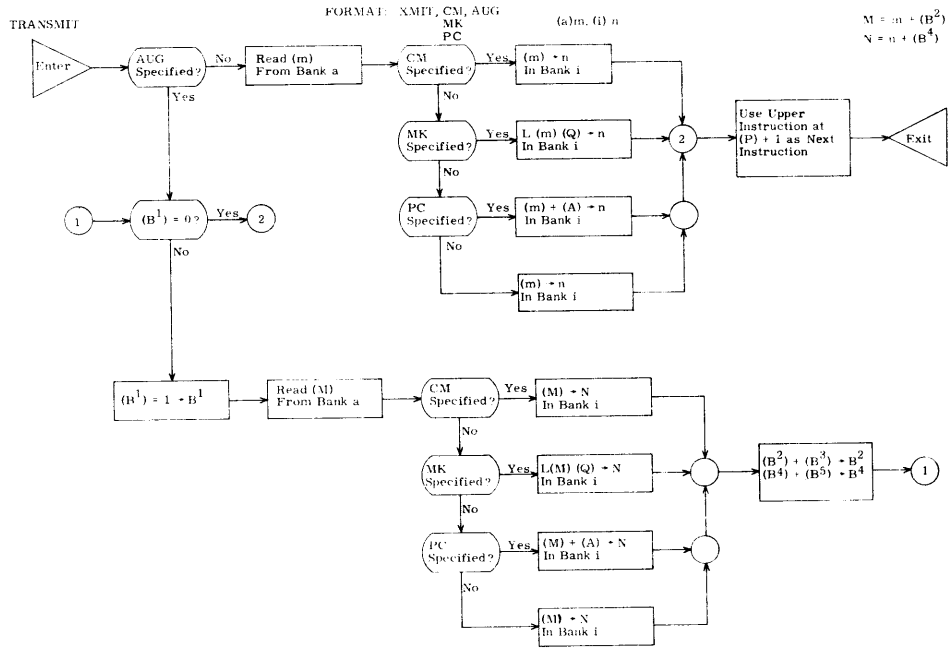 FORMAT: XMIT, CM, AUG
MK
PC
(a)m, (i) n
M = m + (B²)
N = n + (B⁴)
TRANSMIT
Enter
AUG
Specified?
No
Yes
Read (m)
From Bank a
CM
Specified?
Yes
No
(m) → n
In Bank i
MK
Specified?
Yes
No
L (m) (Q) → n
In Bank i
2
Use Upper
Instruction at
(P) + 1 as Next
Instruction
Exit
1
(B¹) = 0?
Yes
2
No
PC
Specified?
Yes
No
(m) + (A) → n
In Bank i
(m) → n
In Bank i
(B¹) = 1 → B¹
Read (M)
From Bank a
CM
Specified?
Yes
No
(M) → N
In Bank i
MK
Specified?
Yes
No
L(M) (Q) → N
In Bank i
(B²) + (B³) → B²
(B⁴) + (B⁵) → B⁴
1
PC
Specified?
Yes
No
(M) + (A) → N
In Bank i
(M) → N
In Bank i